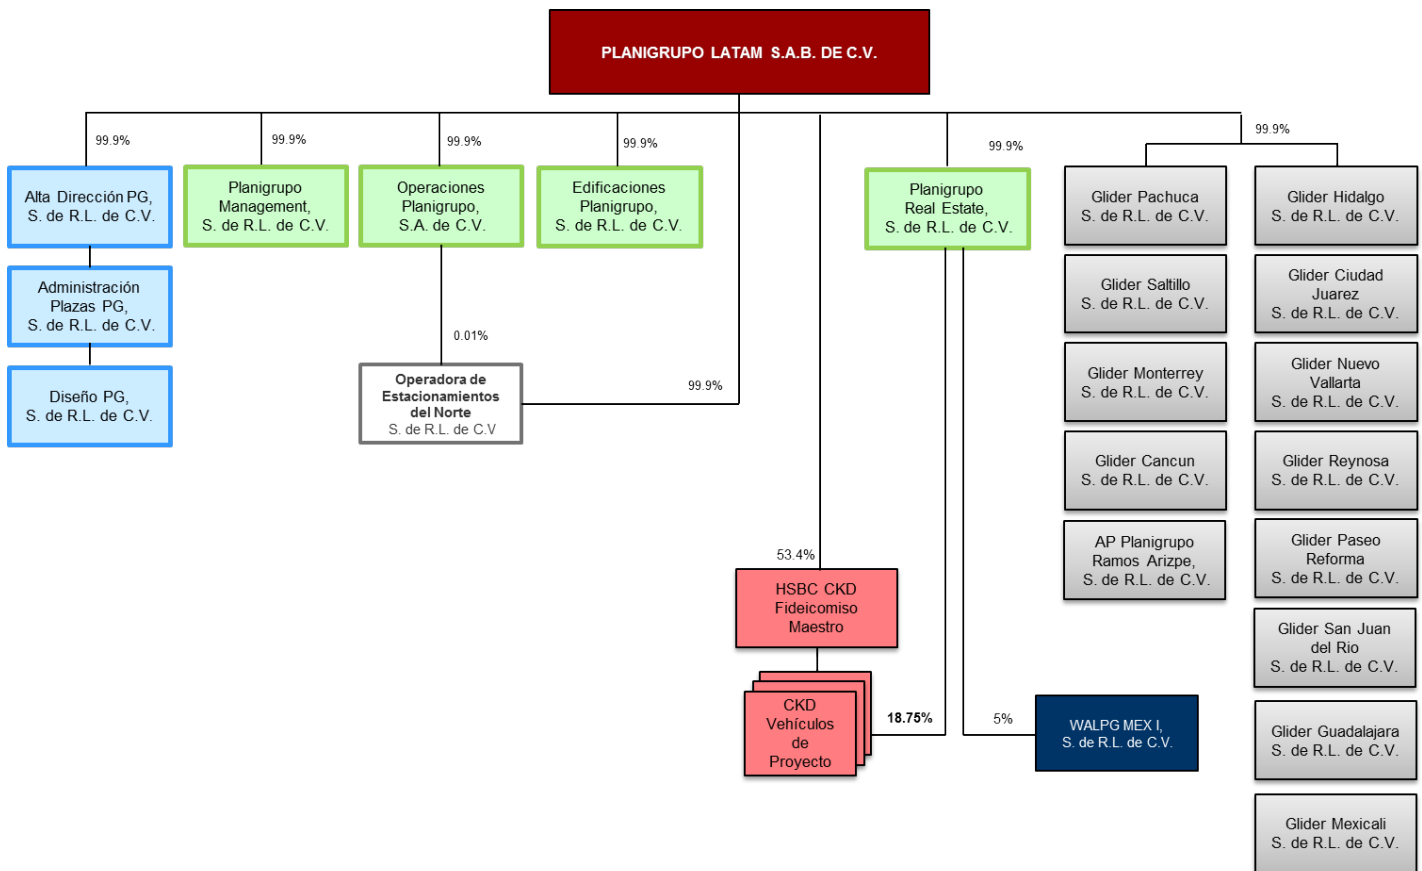 PLANIGRUPO LATAM S.A.B. DE C.V.
99.9%
99.9%
99.9%
99.9%
99.9%
99.9%
Alta Dirección PG,
S. de R.L. de C.V.
Planigrupo
Management,
S. de R.L. de C.V.
Operaciones
Planigrupo,
S.A. de C.V.
Edificaciones
Planigrupo,
S. de R.L. de C.V.
Planigrupo
Real Estate,
S. de R.L. de C.V.
Glider Pachuca
S. de R.L. de C.V.
Glider Hidalgo
S. de R.L. de C.V.
Administración
Plazas PG,
S. de R.L. de C.V.
Glider Saltillo
S. de R.L. de C.V.
Glider Ciudad
Juarez
S. de R.L. de C.V.
0.01%
Diseño PG,
S. de R.L. de C.V.
Operadora de
Estacionamientos
del Norte
S. de R.L. de C.V
99.9%
Glider Monterrey
S. de R.L. de C.V.
Glider Nuevo
Vallarta
S. de R.L. de C.V.
Glider Cancun
S. de R.L. de C.V.
Glider Reynosa
S. de R.L. de C.V.
53.4%
AP Planigrupo
Ramos Arizpe,
S. de R.L. de C.V.
Glider Paseo
Reforma
S. de R.L. de C.V.
HSBC CKD
Fideicomiso
Maestro
Glider San Juan
del Rio
S. de R.L. de C.V.
CKD
Vehículos
de
Proyecto
18.75%
5%
WALPG MEX I,
S. de R.L. de C.V.
Glider Guadalajara
S. de R.L. de C.V.
Glider Mexicali
S. de R.L. de C.V.